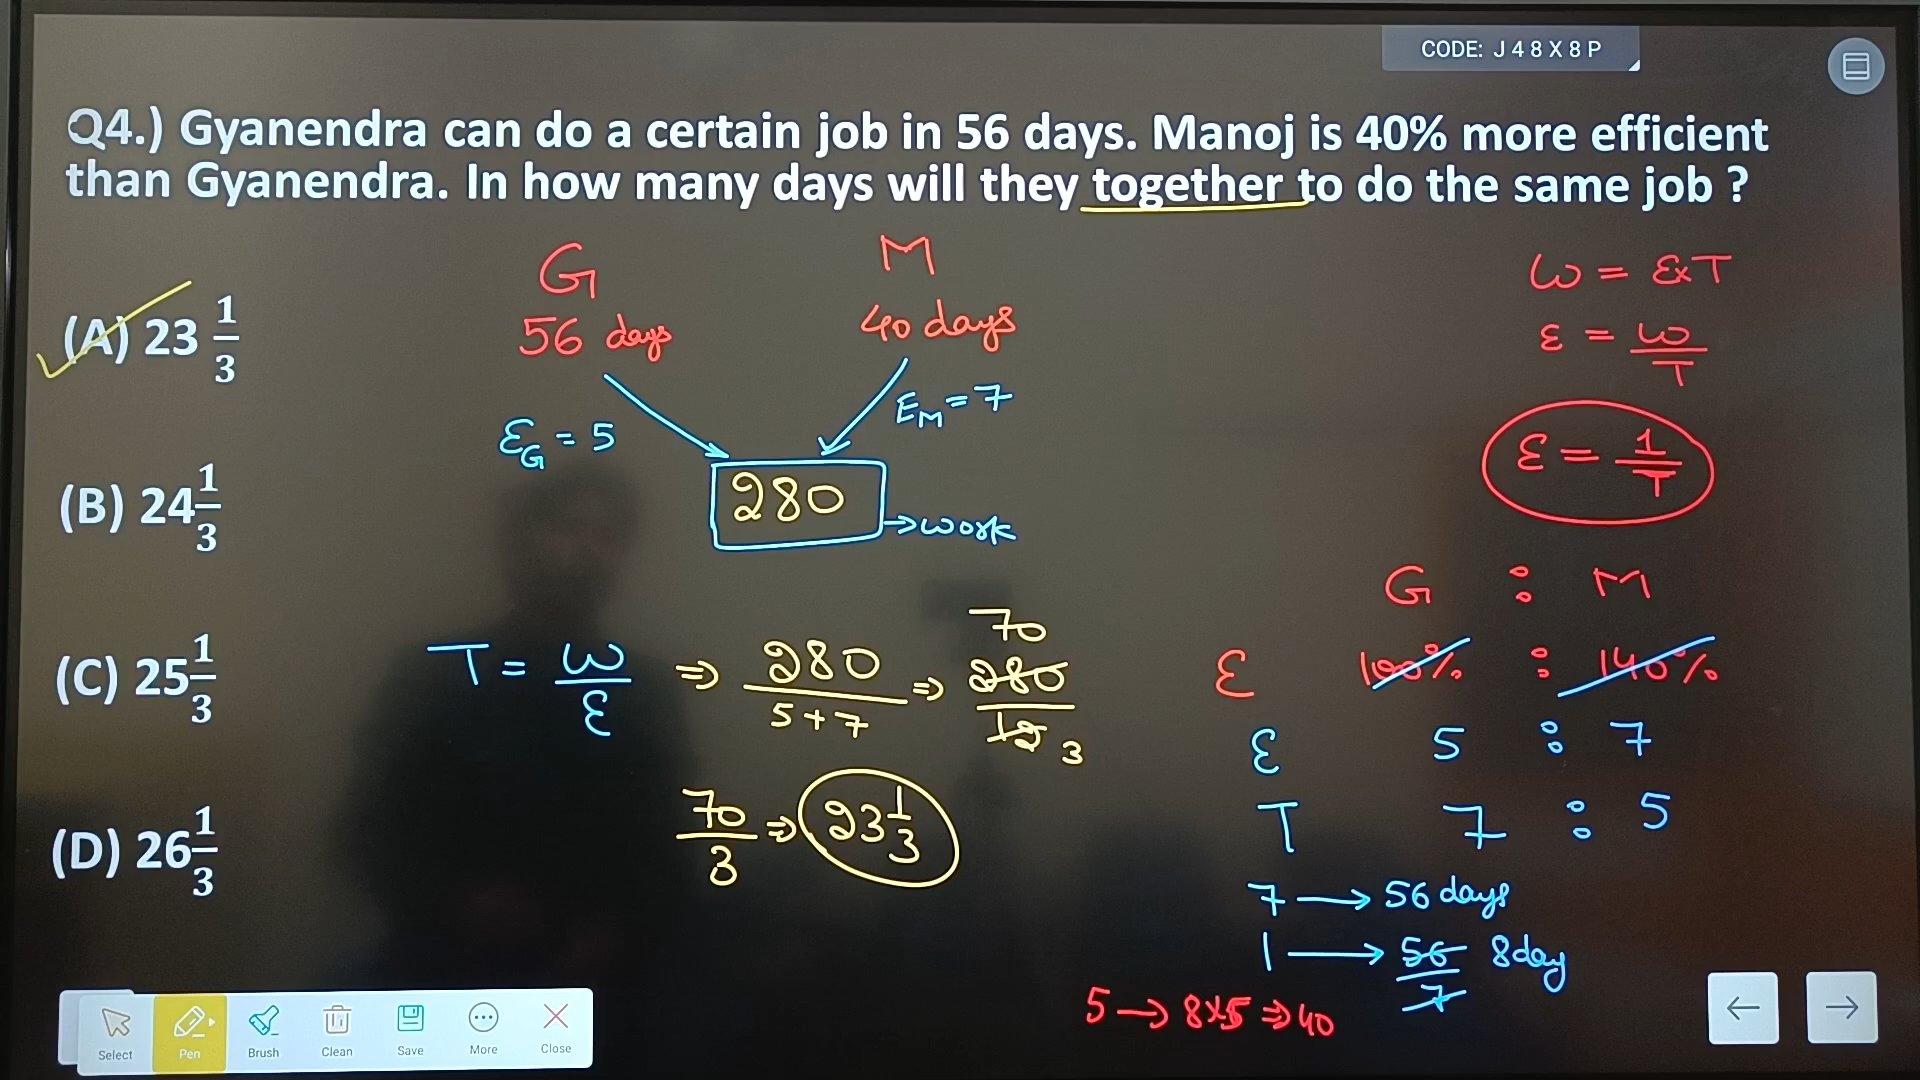 CODE: J48X8P
Q4.) Gyanendra can do a certain job in 56 days. Manoj is 40% more efficient
than Gyanendra. In how many days will they together to do the same job ?
(A) 23 1/3
(B) 24 1/3
(C) 25 1/3
(D) 26 1/3
G M
56 days 40 days
EG = 5 EM = 7
280 → work
T = W/E ⇒ 280/(5+7) ⇒ 280/12 70 3
70/3 ⇒ 23 1/3
W = E×T
E = W/T
E = 1/T
G : M
E 100% : 140%
E 5 : 7
T 7 : 5
7 → 56 days
1 → 56/7 8day
5 → 8×5 ⇒ 40
Select Pen Brush Clean Save More Close